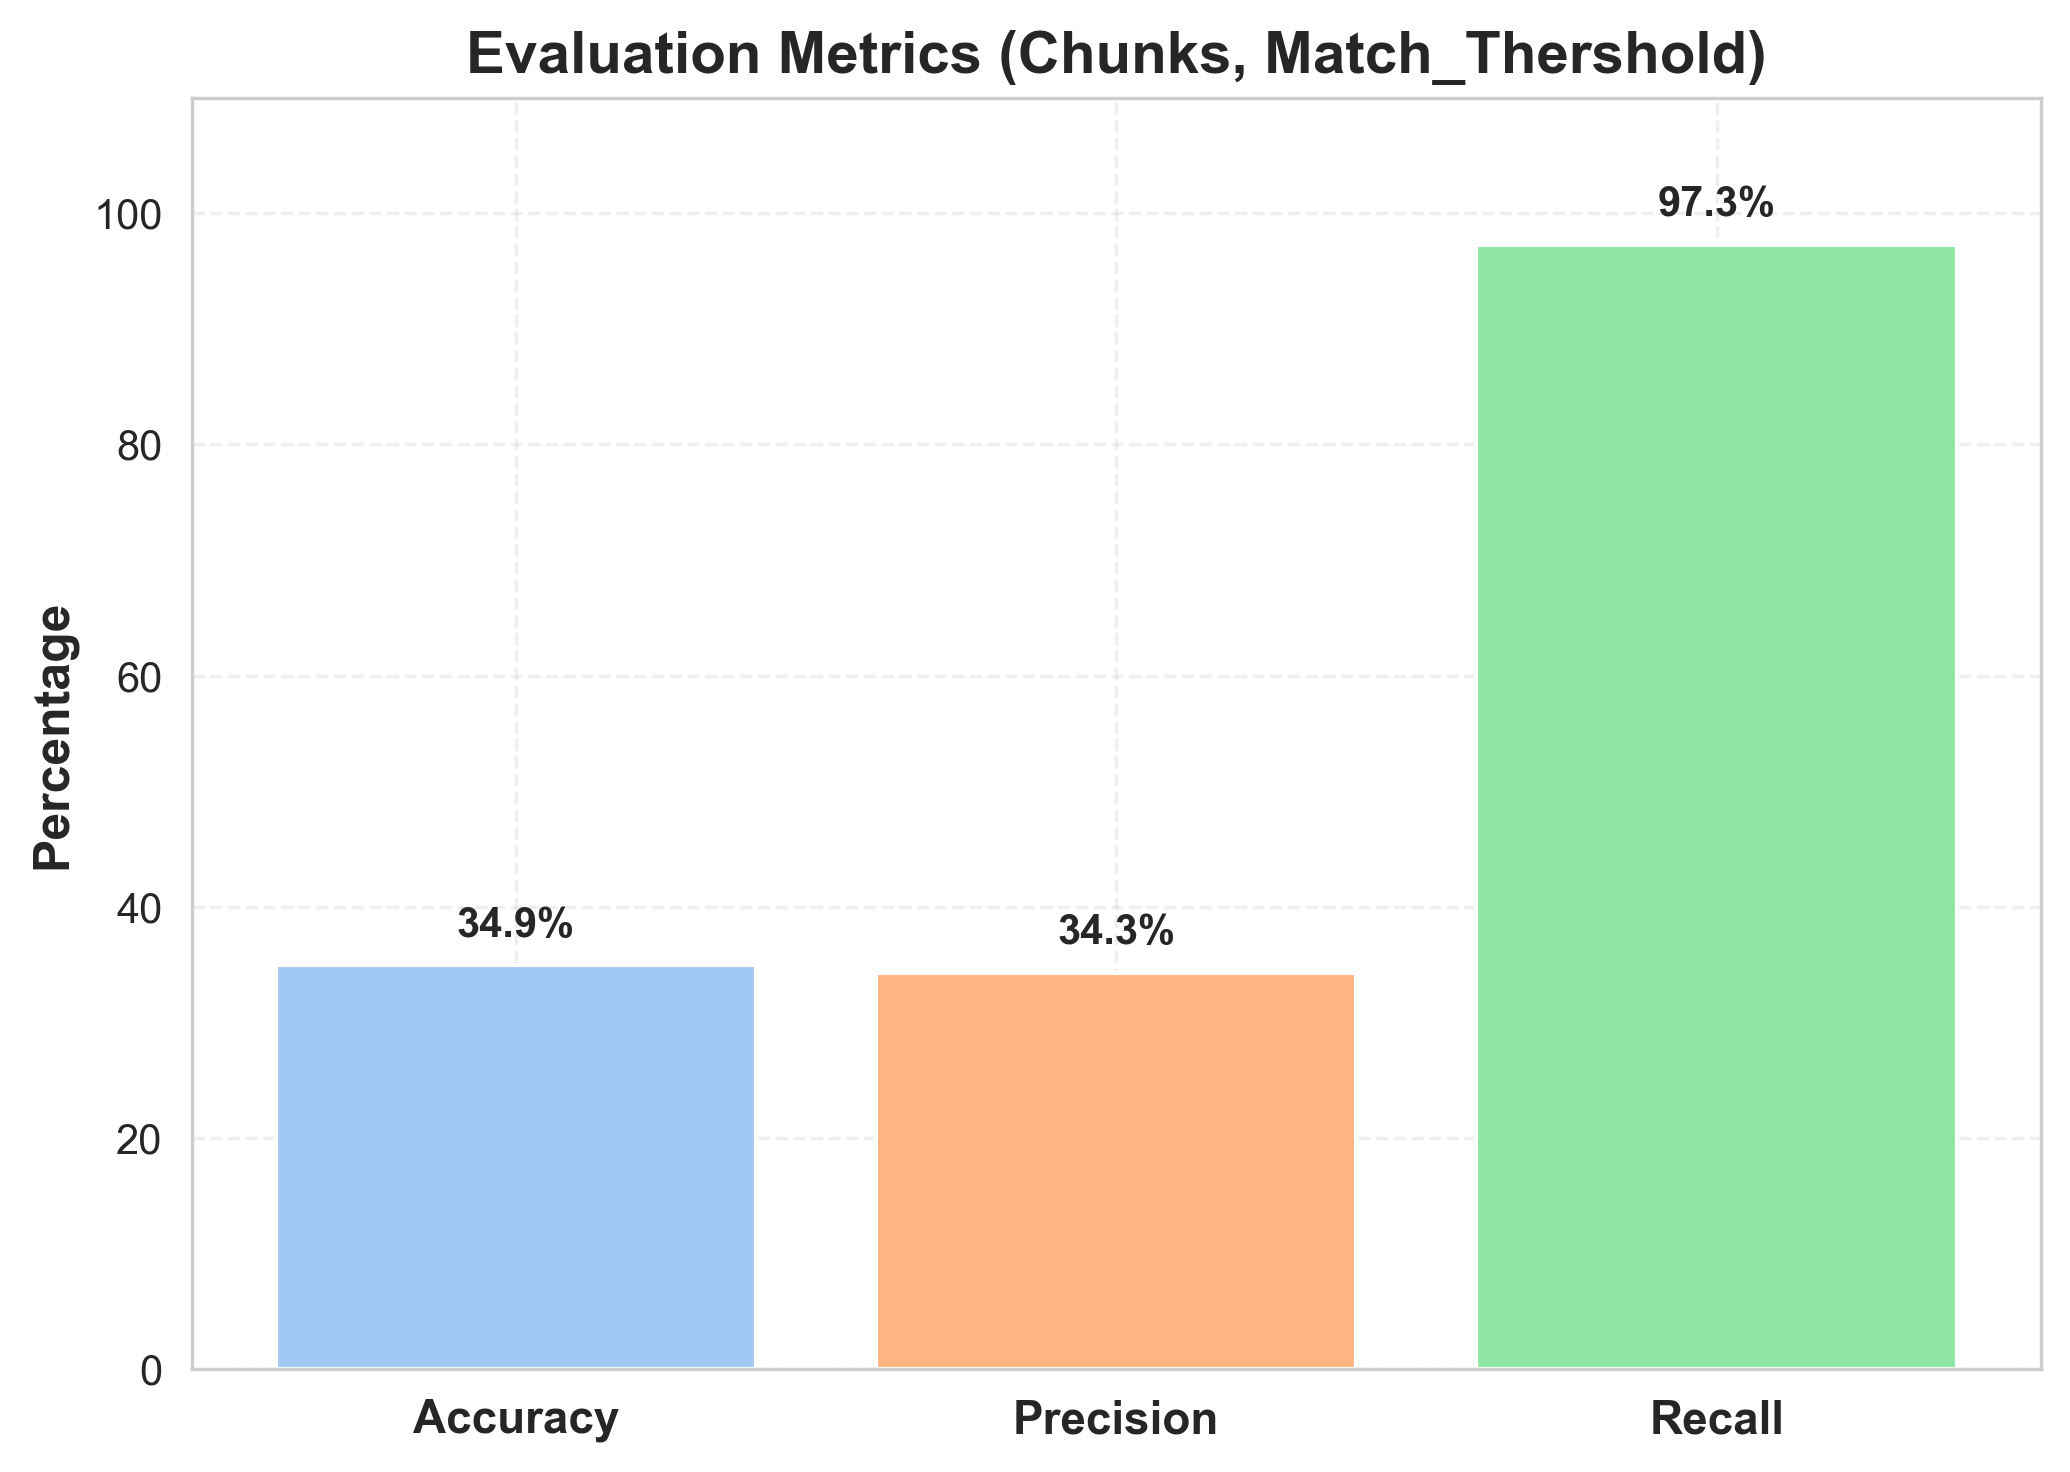 Evaluation Metrics (Chunks, Match_Thershold)
97.3%
100
80
60
40
34.9%
34.3%
20
0
Percentage
Accuracy
Precision
Recall